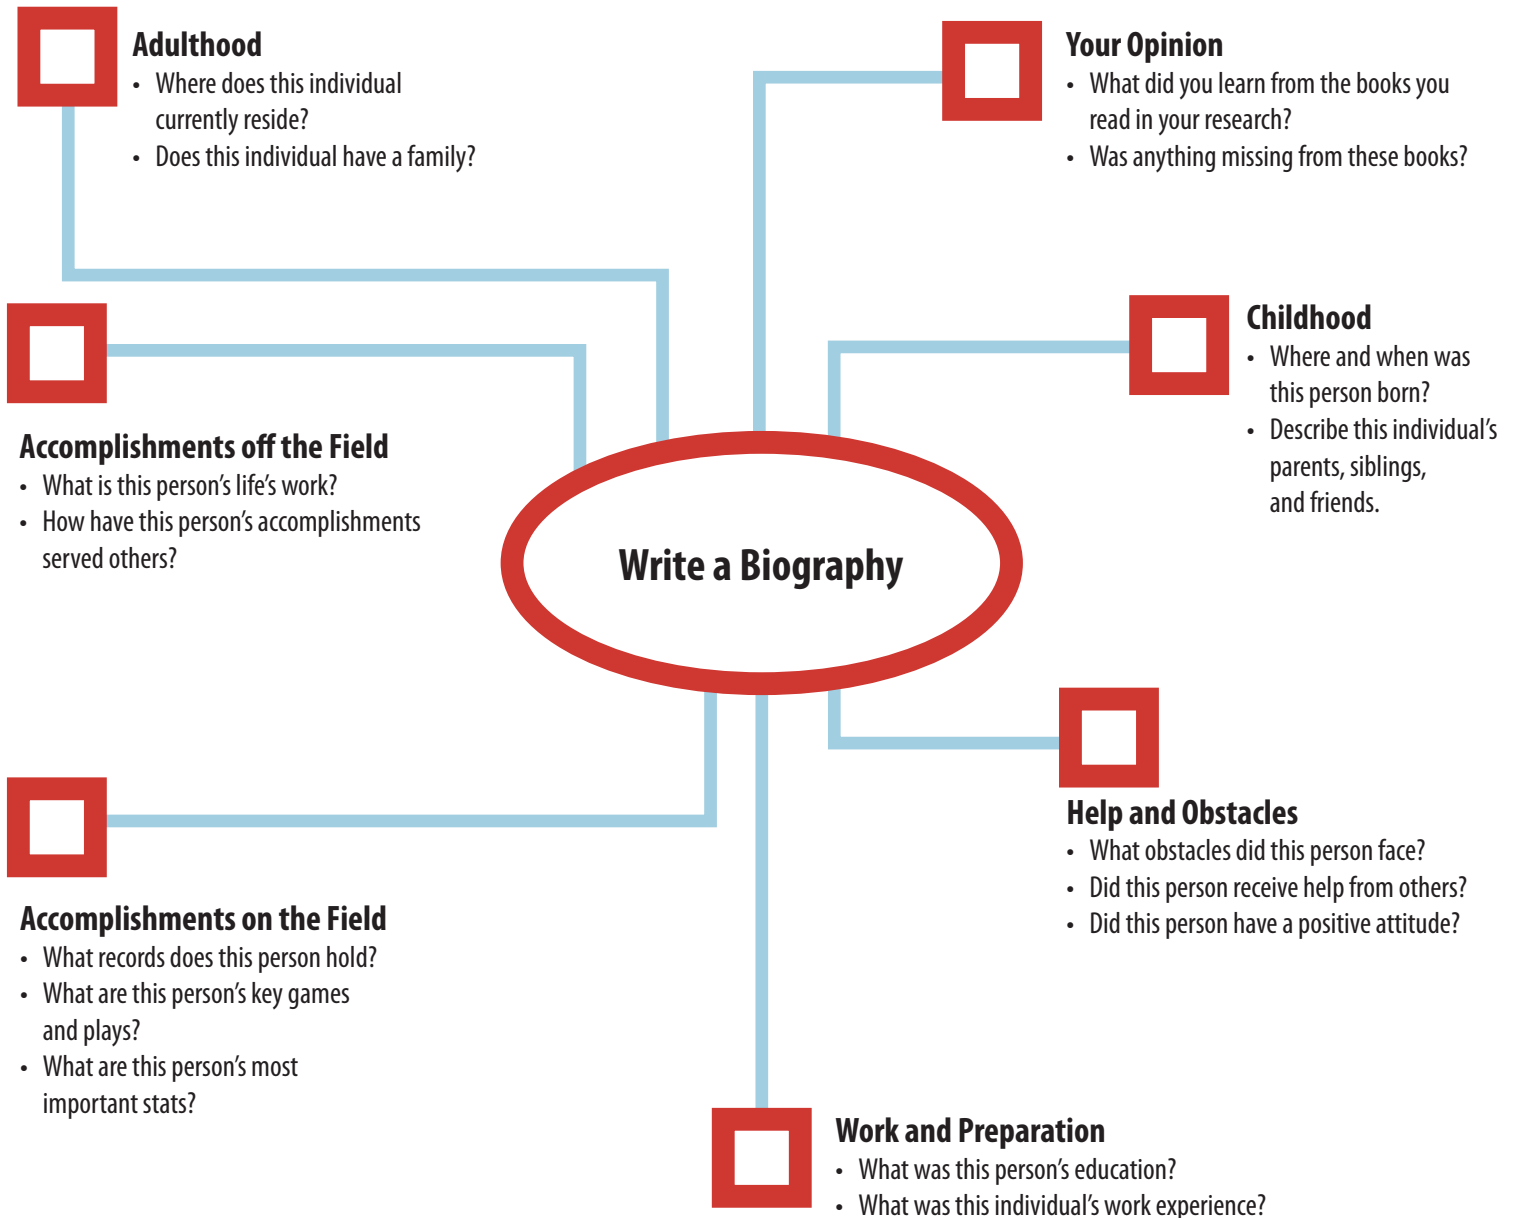 Adulthood
• Where does this individual
currently reside?
• Does this individual have a family?
Your Opinion
• What did you learn from the books you
read in your research?
• Was anything missing from these books?
Childhood
• Where and when was
this person born?
• Describe this individual’s
parents, siblings,
and friends.
Accomplishments off the Field
• What is this person’s life’s work?
• How have this person’s accomplishments
served others?
Write a Biography
Help and Obstacles
• What obstacles did this person face?
• Did this person receive help from others?
• Did this person have a positive attitude?
Accomplishments on the Field
• What records does this person hold?
• What are this person’s key games
and plays?
• What are this person’s most
important stats?
Work and Preparation
• What was this person’s education?
• What was this individual’s work experience?